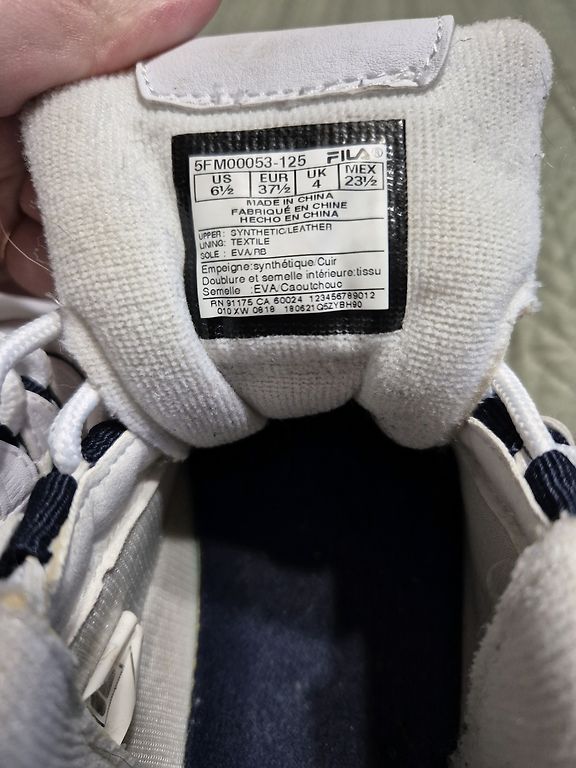 5FM00053-125 FILA®
US EUR UK MEX
6½ 37½ 4 23½
MADE IN CHINA
FABRIQUÉ EN CHINE
HECHO EN CHINA
UPPER: SYNTHETIC/LEATHER
LINING: TEXTILE
SOLE: EVA/RB
Empeigne:synthétique/Cuir
Doublure et semelle intérieure:tissu
Semelle :EVA/Caoutchouc
RN 91175 CA 60024 123456789012
010 XW 0818 180621Q5ZYBH90